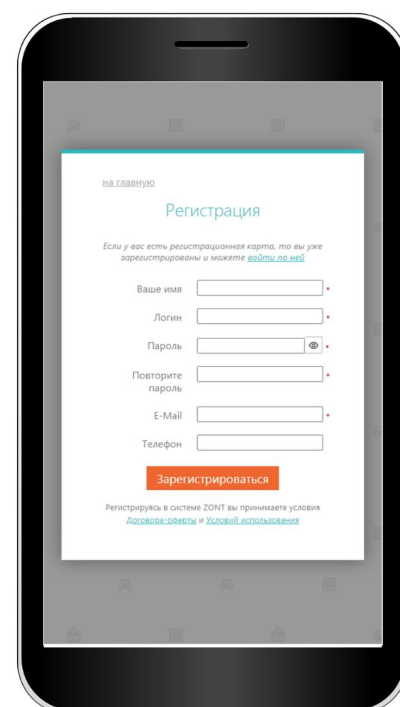 на главную
Регистрация
Если у вас есть регистрационная карта, то вы уже
зарегистрированы и можете войти по ней
Ваше имя *
Логин *
Пароль *
Повторите *
пароль
E-Mail *
Телефон
Зарегистрироваться
Регистрируясь в системе ZONT вы принимаете условия
Договора-оферты и Условий использования